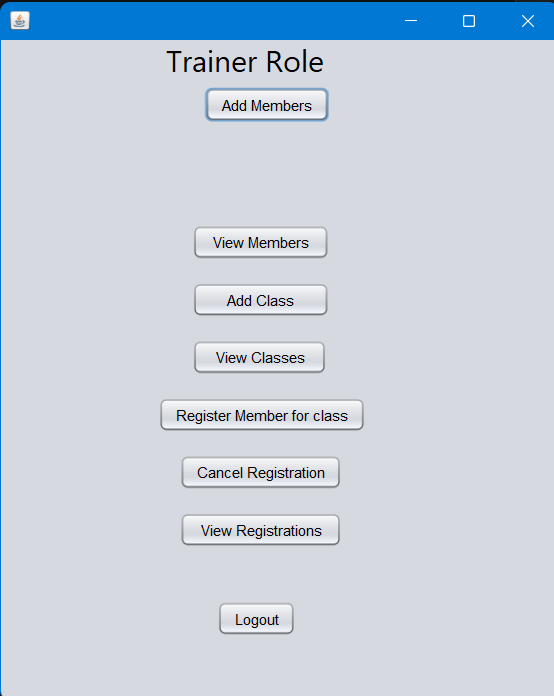 Trainer Role
Add Members
View Members
Add Class
View Classes
Register Member for class
Cancel Registration
View Registrations
Logout